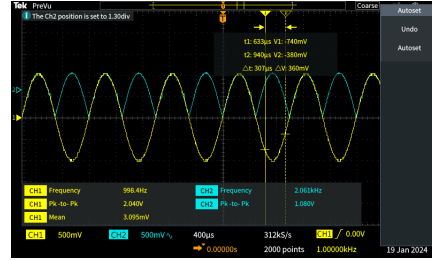 Tek PreVu
Coarse
The Ch2 position is set to 1.30div
Autoset
Undo
Autoset
t1: 633µs V1: -740mV
t2: 940µs V2: -380mV
△t: 307µs △V: 360mV
2
1
CH1 Frequency 998.4Hz CH2 Frequency 2.061kHz
CH1 Pk -to- Pk 2.040V CH2 Pk -to- Pk 1.080V
CH1 Mean 3.095mV
CH1 500mV CH2 500mV 400µs 312kS/s CH1 0.00V
0.00000s 2000 points 1.00000kHz 19 Jan 2024